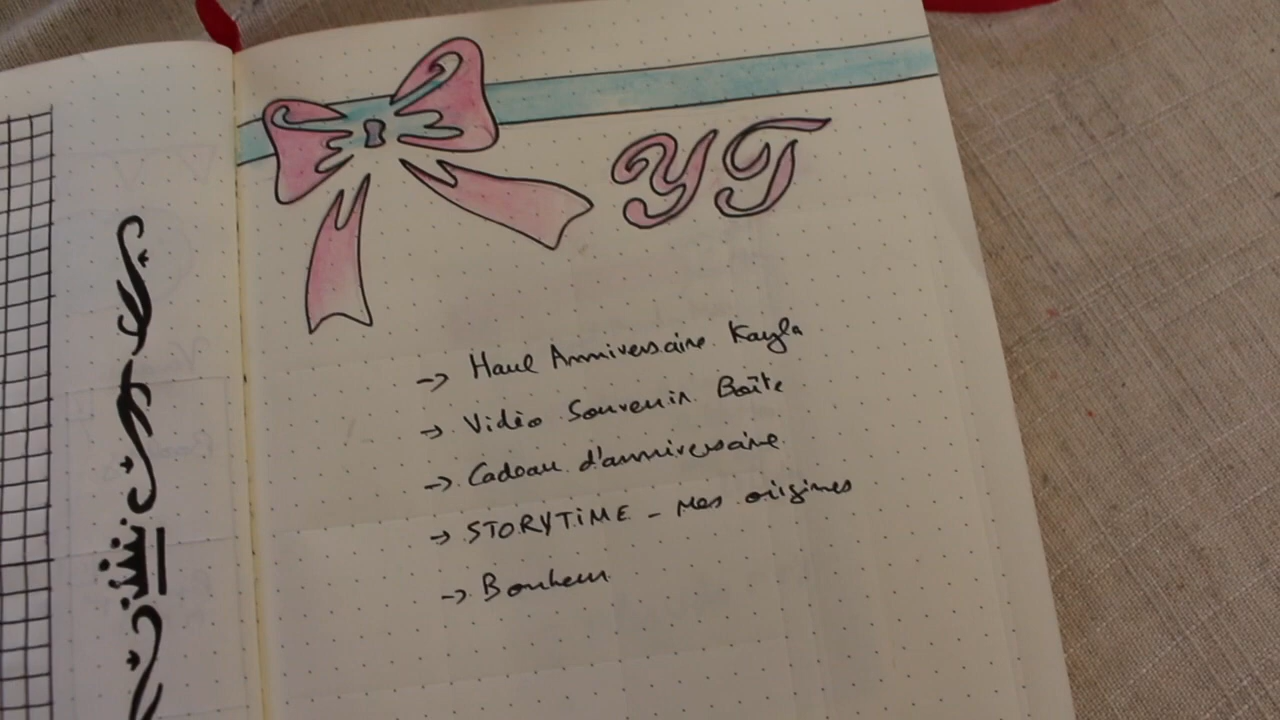 YT
→ Haul Anniversaire Kayla
→ Vidéo Souvenir Boîte
→ Cadeau d'anniversaire
→ STORYTiME - Mes origines
→ Bonheur